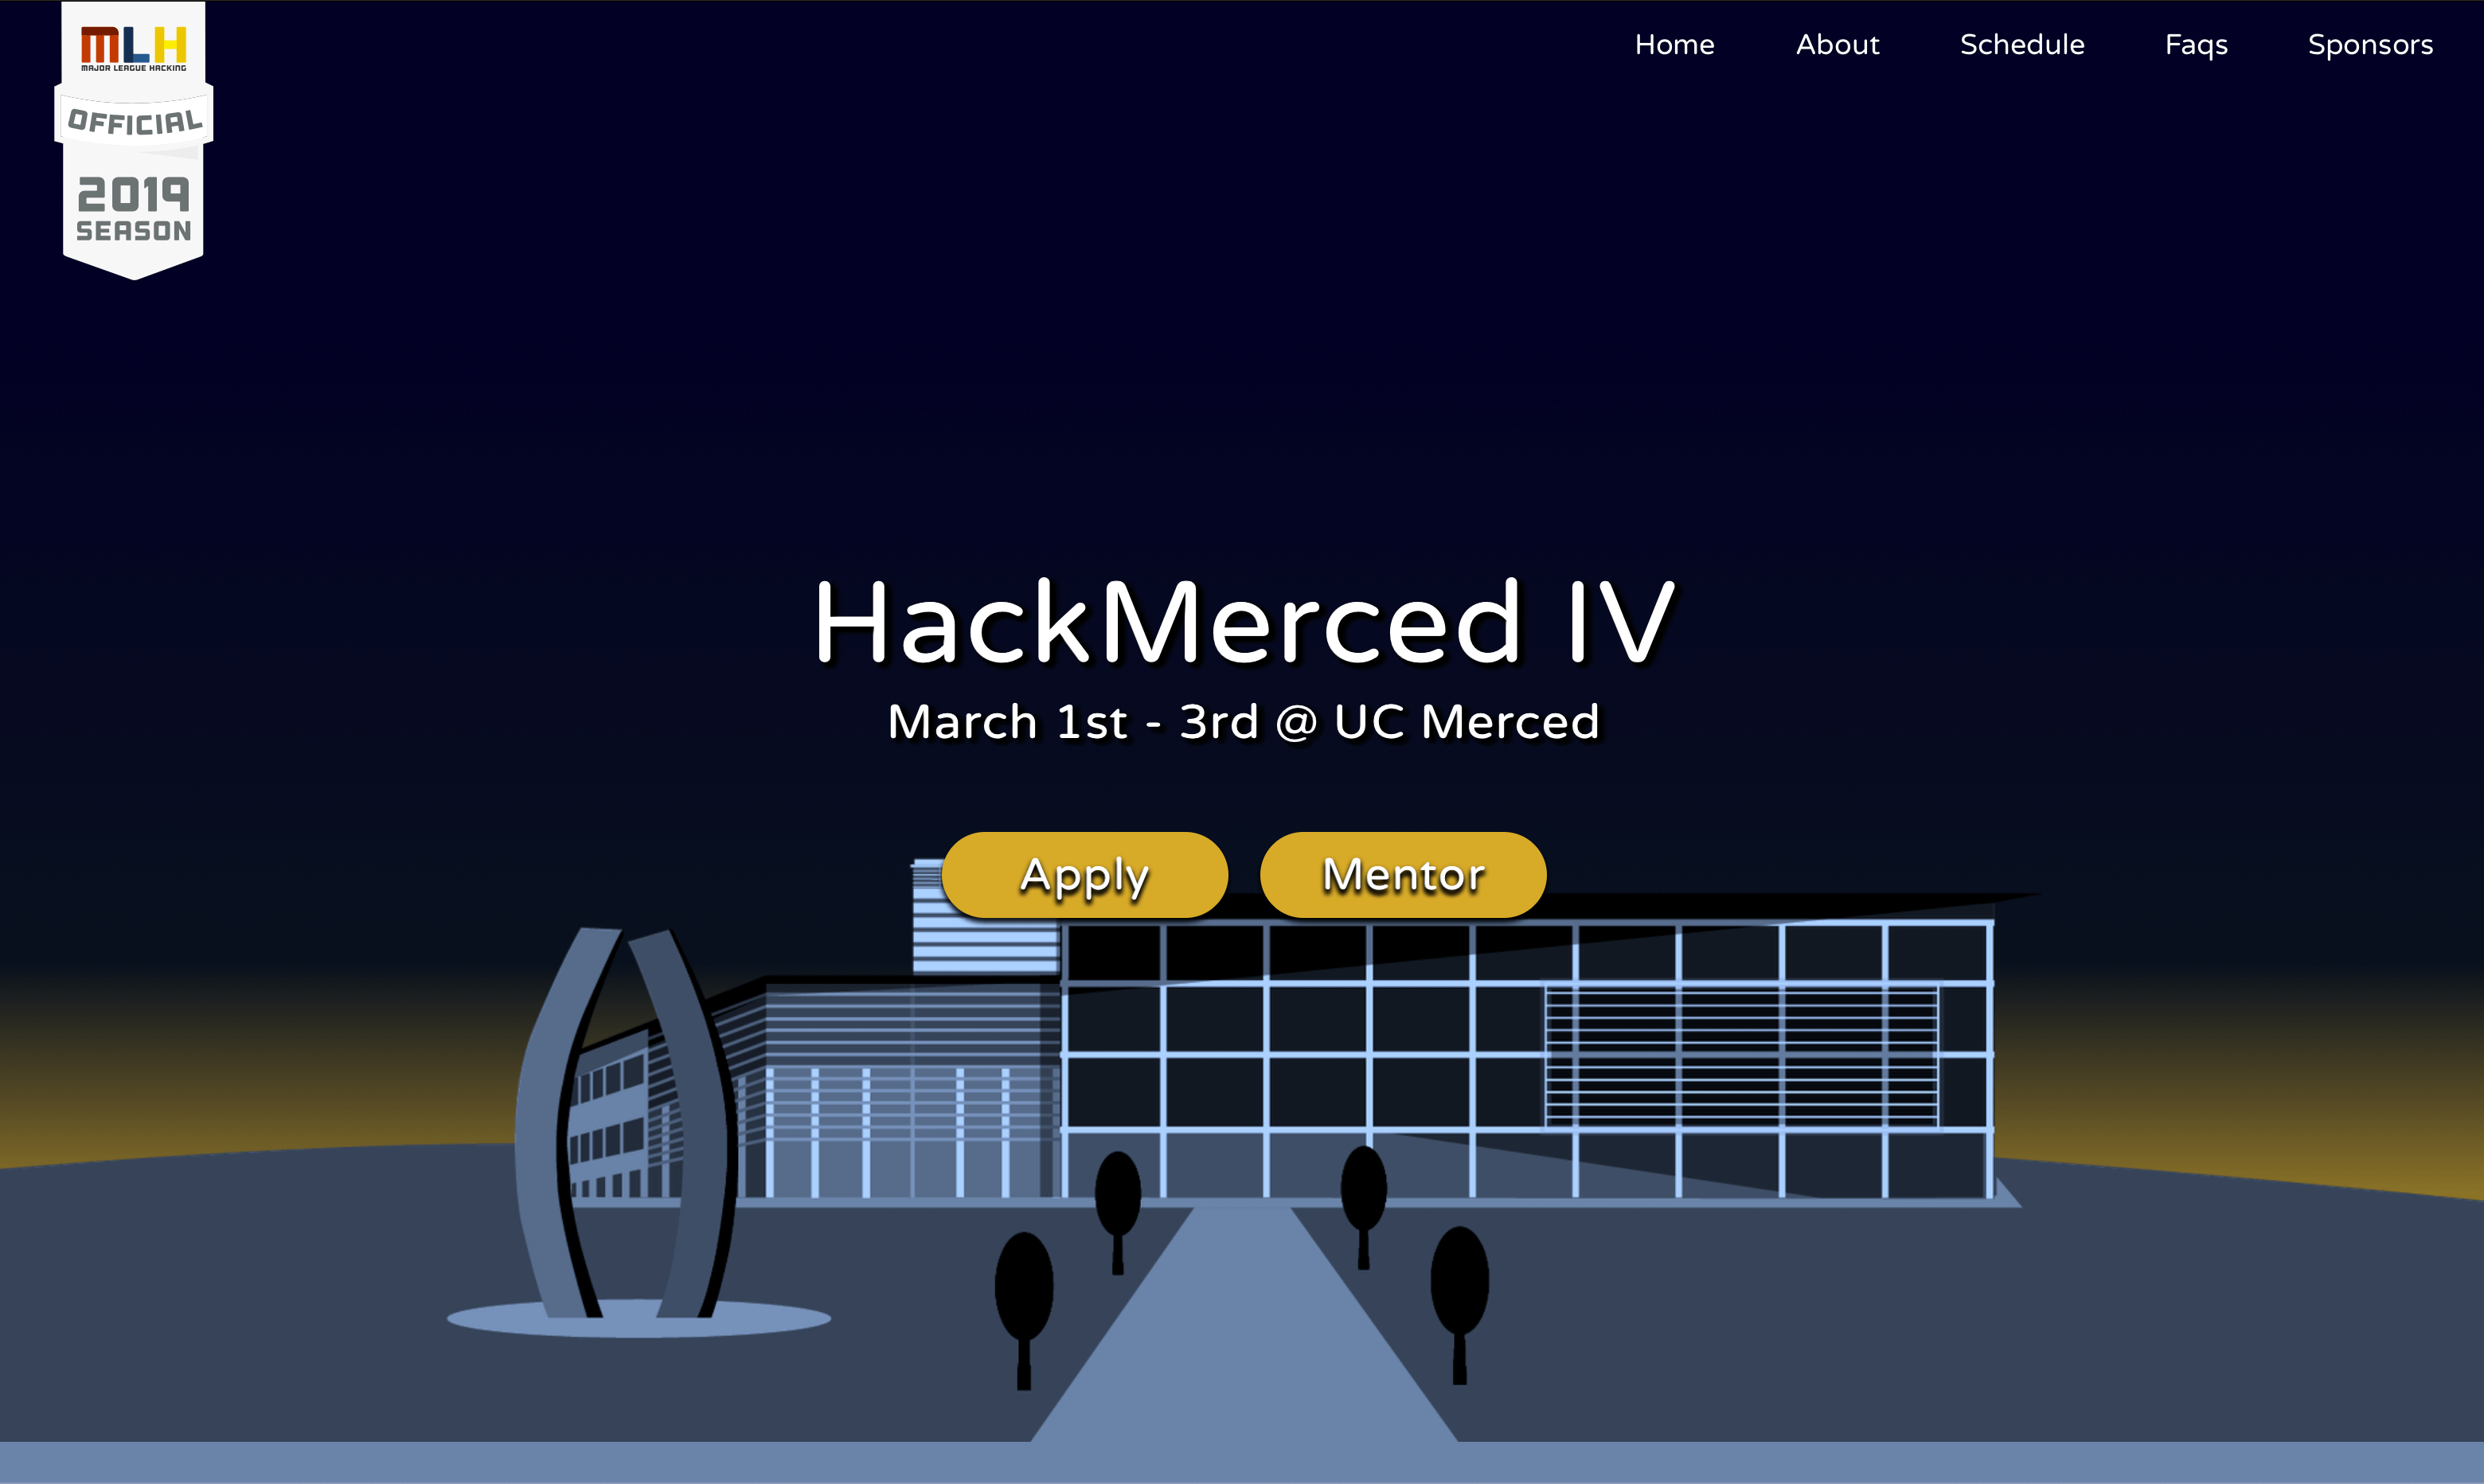 MLH
MAJOR LEAGUE HACKING
OFFICIAL
2019
SEASON
Home About Schedule Faqs Sponsors
HackMerced IV
March 1st - 3rd @ UC Merced
Apply Mentor